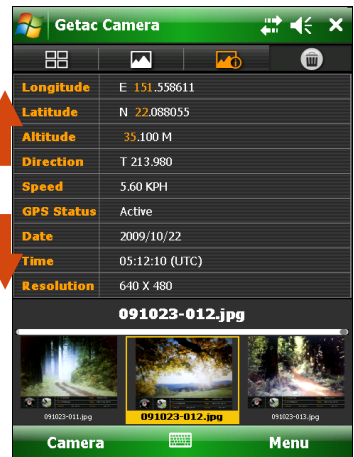 Getac Camera
Longitude E 151.558611
Latitude N 22.088055
Altitude 35.100 M
Direction T 213.980
Speed 5.60 KPH
GPS Status Active
Date 2009/10/22
Time 05:12:10 (UTC)
Resolution 640 X 480
091023-012.jpg
091023-011.jpg 091023-012.jpg 091023-013.jpg
Camera Menu